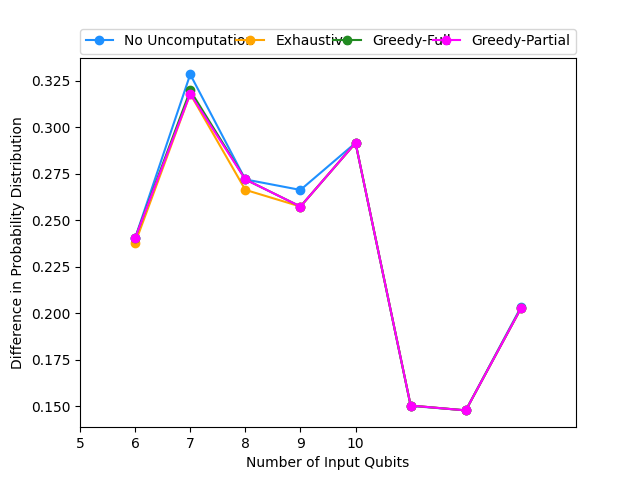 No Uncomputation Exhaustive Greedy-Full Greedy-Partial
Difference in Probability Distribution
0.325
0.300
0.275
0.250
0.225
0.200
0.175
0.150
5 6 7 8 9 10
Number of Input Qubits